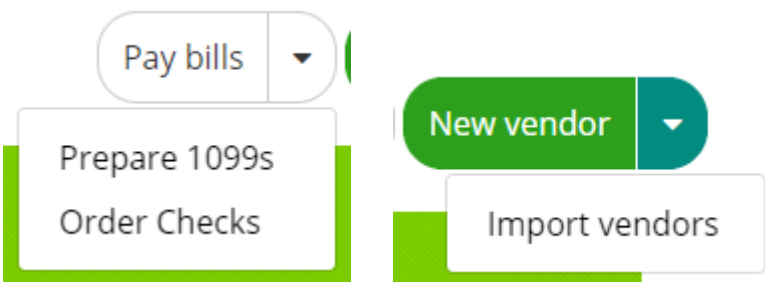 Pay bills
Prepare 1099s
Order Checks
New vendor
Import vendors